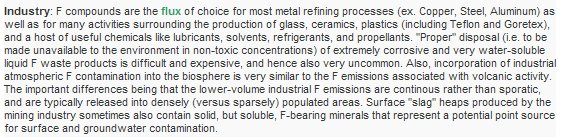 Industry: F compounds are the flux of choice for most metal refining processes (ex. Copper, Steel, Aluminum) as
well as for many activities surrounding the production of glass, ceramics, plastics (including Teflon and Goretex),
and a host of useful chemicals like lubricants, solvents, refrigerants, and propellants. "Proper" disposal (i.e. to be
made unavailable to the environment in non-toxic concentrations) of extremely corrosive and very water-soluble
liquid F waste products is difficult and expensive, and hence also very uncommon. Also, incorporation of industrial
atmospheric F contamination into the biosphere is very similar to the F emissions associated with volcanic activity.
The important differences being that the lower-volume industrial F emissions are continous rather than sporatic,
and are typically released into densely (versus sparsely) populated areas. Surface "slag" heaps produced by the
mining industry sometimes also contain solid, but soluble, F-bearing minerals that represent a potential point source
for surface and groundwater contamination.